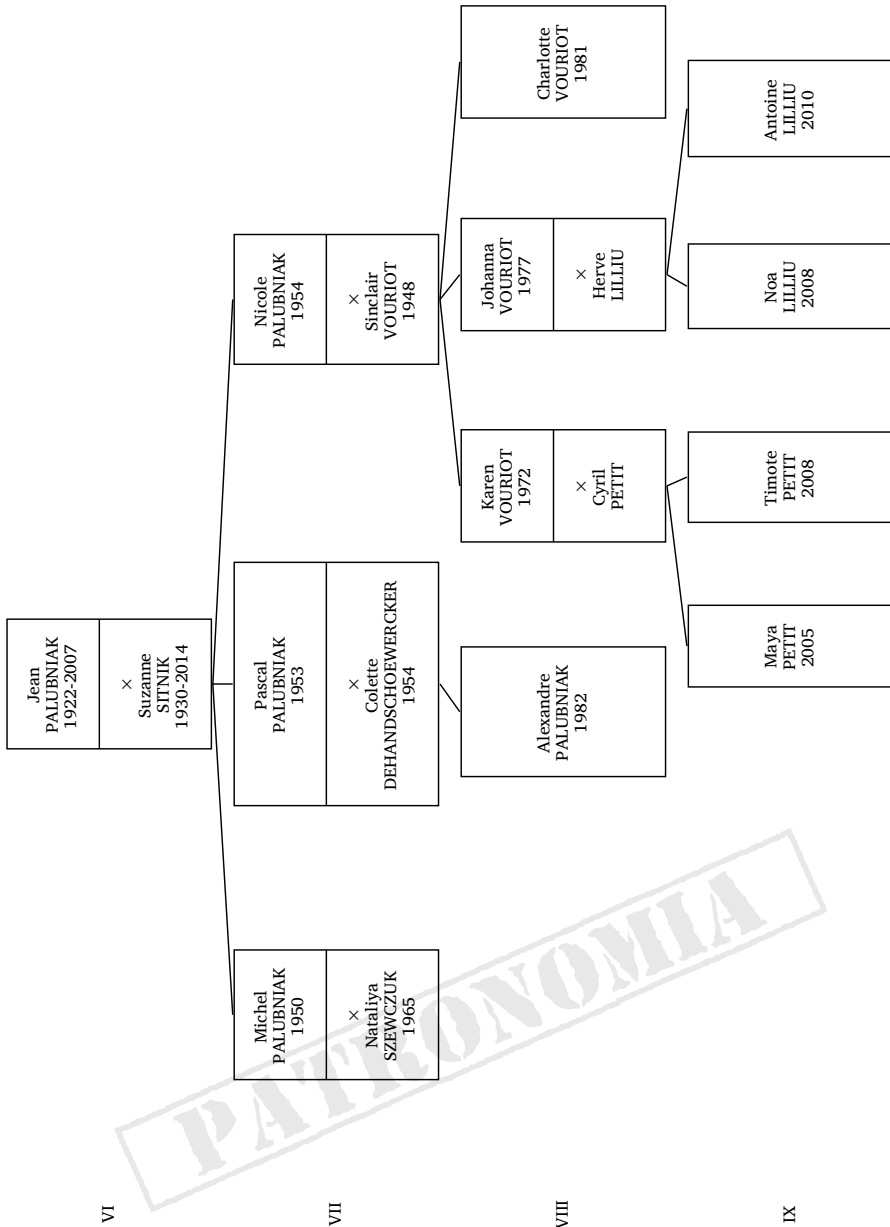 VI
Jean
PALUBNIAK
1922-2007
×
Suzanne
SITNIK
1930-2014
VII
Michel
PALUBNIAK
1950
×
Nataliya
SZEWCZUK
1965
Pascal
PALUBNIAK
1953
×
Colette
DEHANDSCHOEWERCKER
1954
Nicole
PALUBNIAK
1954
×
Sinclair
VOURIOT
1948
VIII
Alexandre
PALUBNIAK
1982
Karen
VOURIOT
1972
×
Cyril
PETIT
Johanna
VOURIOT
1977
×
Herve
LILLIU
Charlotte
VOURIOT
1981
IX
Maya
PETIT
2005
Timote
PETIT
2008
Noa
LILLIU
2008
Antoine
LILLIU
2010
PATRONOMIA